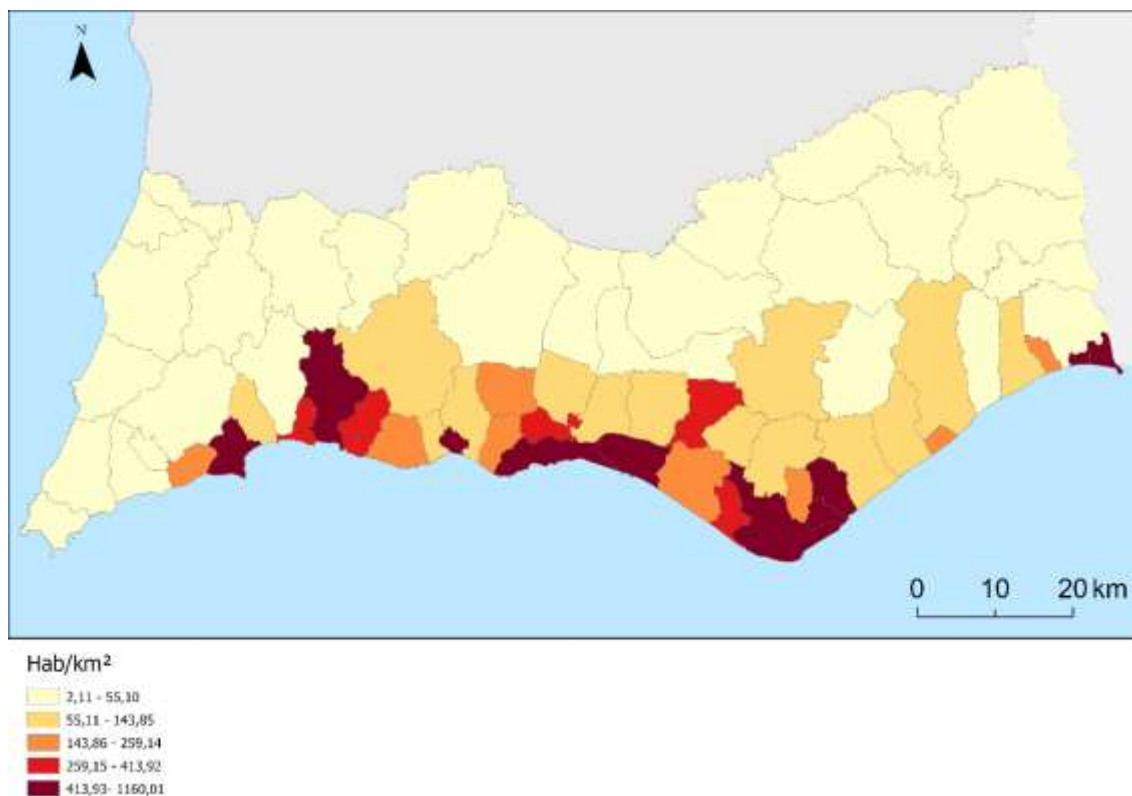 N
0 10 20 km
Hab/km²
2,11 - 55,10
55,11 - 143,85
143,86 - 259,14
259,15 - 413,92
413,93- 1160,01